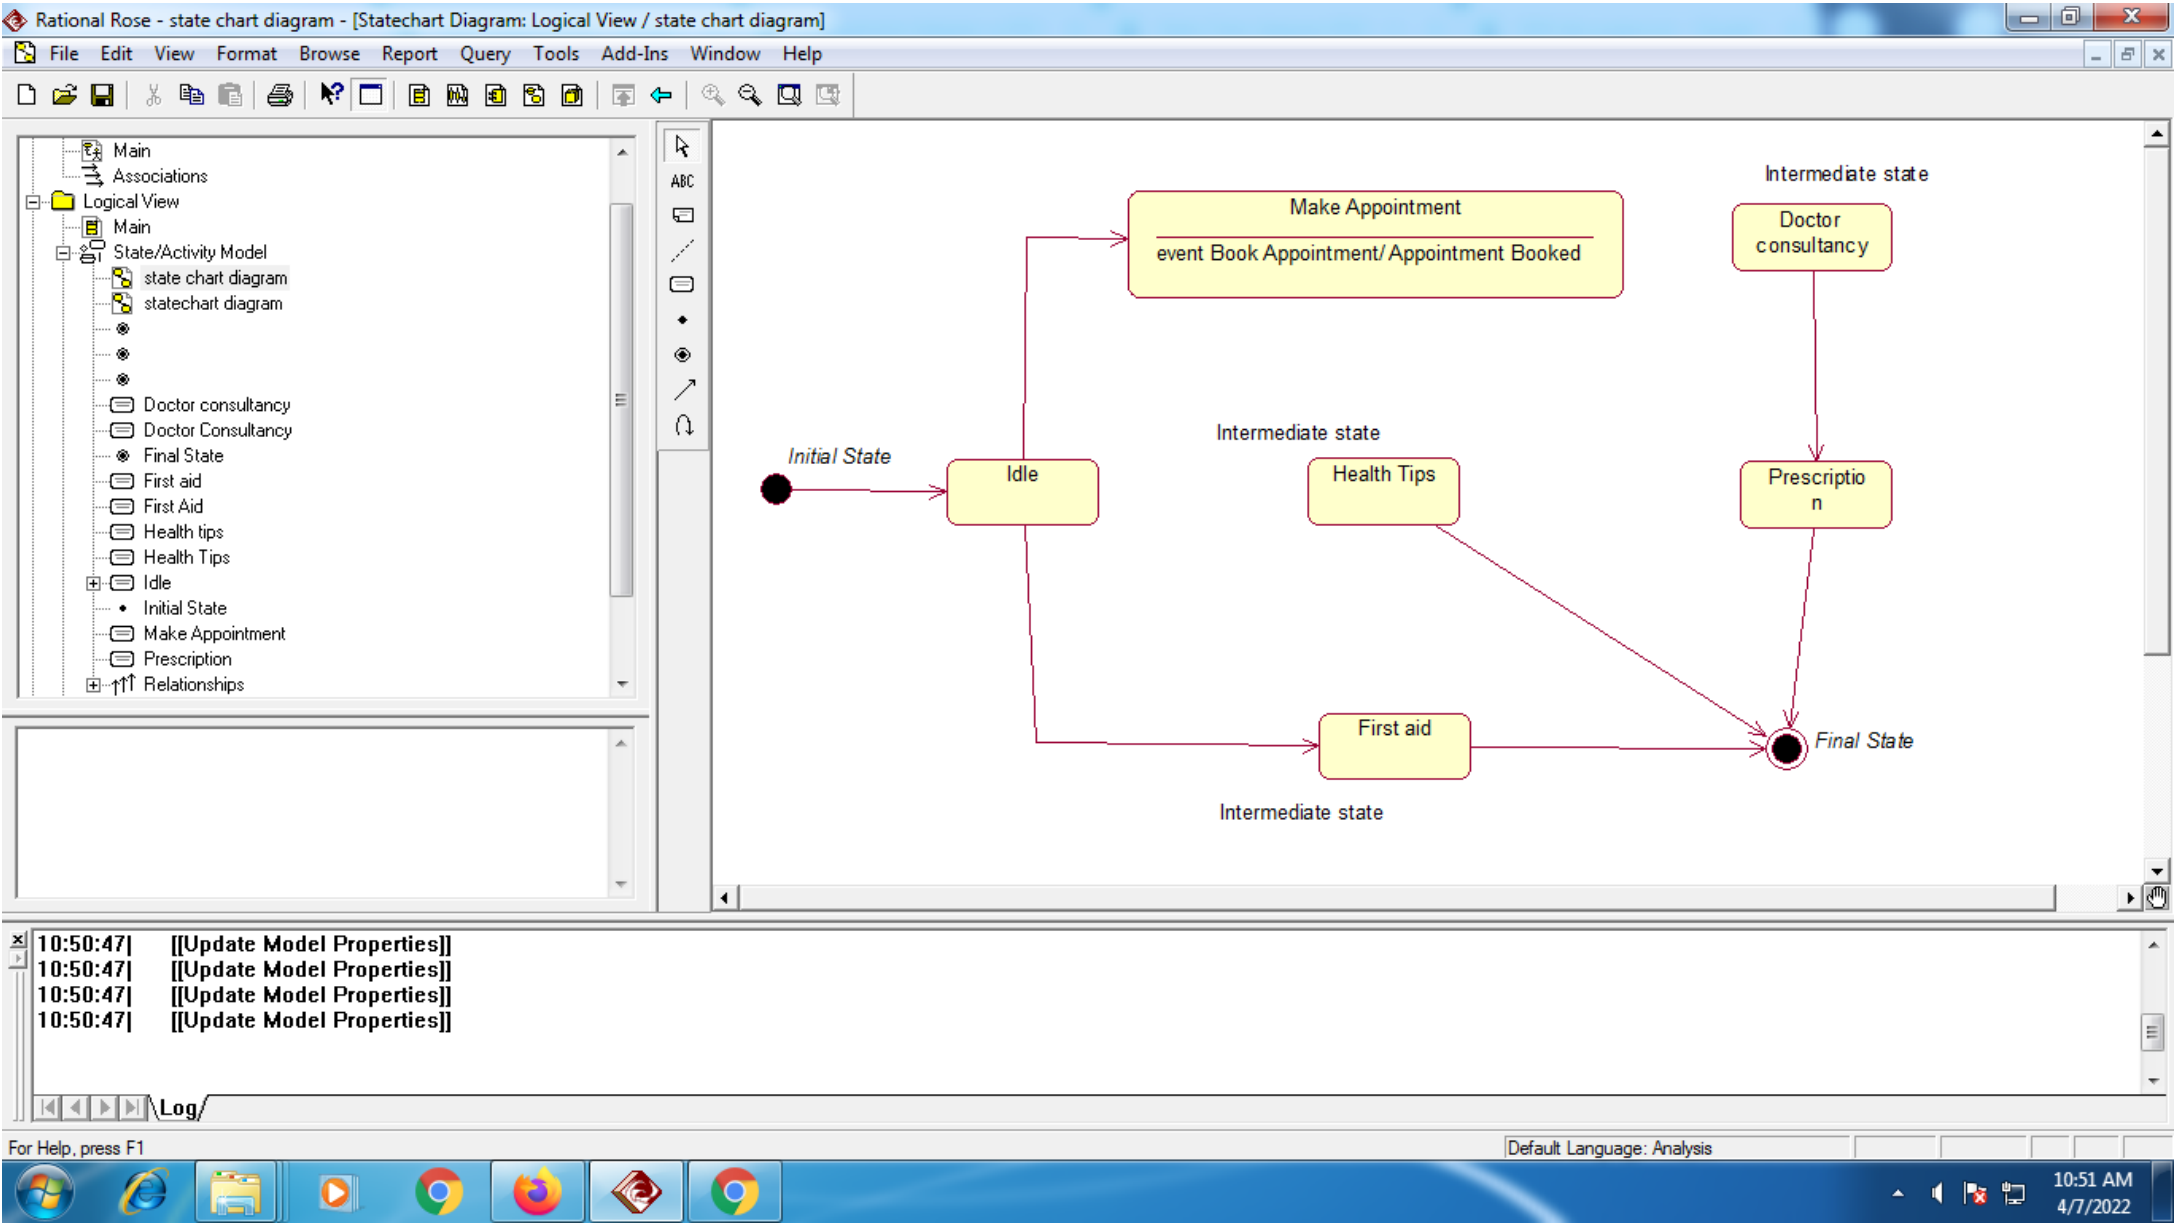 Rational Rose - state chart diagram - [Statechart Diagram: Logical View / state chart diagram]
File Edit View Format Browse Report Query Tools Add-Ins Window Help
Main
Associations
Logical View
Main
State/Activity Model
state chart diagram
statechart diagram
Doctor consultancy
Doctor Consultancy
Final State
First aid
First Aid
Health tips
Health Tips
Idle
Initial State
Make Appointment
Prescription
Relationships
ABC
Make Appointment
event Book Appointment/ Appointment Booked
Intermediate state
Doctor
consultancy
Initial State
Idle
Intermediate state
Health Tips
Prescriptio
n
First aid
Final State
Intermediate state
10:50:47| [[Update Model Properties]]
10:50:47| [[Update Model Properties]]
10:50:47| [[Update Model Properties]]
10:50:47| [[Update Model Properties]]
Log
For Help, press F1
Default Language: Analysis
10:51 AM
4/7/2022